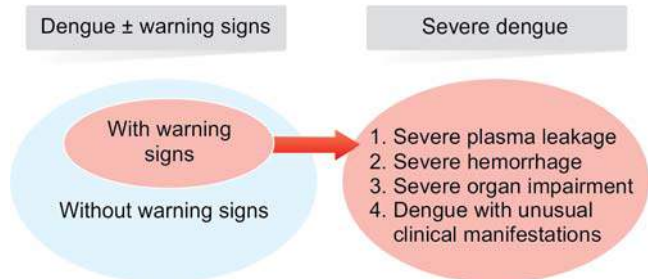 Dengue ± warning signs
Severe dengue
With warning
signs
Without warning signs
1. Severe plasma leakage
2. Severe hemorrhage
3. Severe organ impairment
4. Dengue with unusual
clinical manifestations